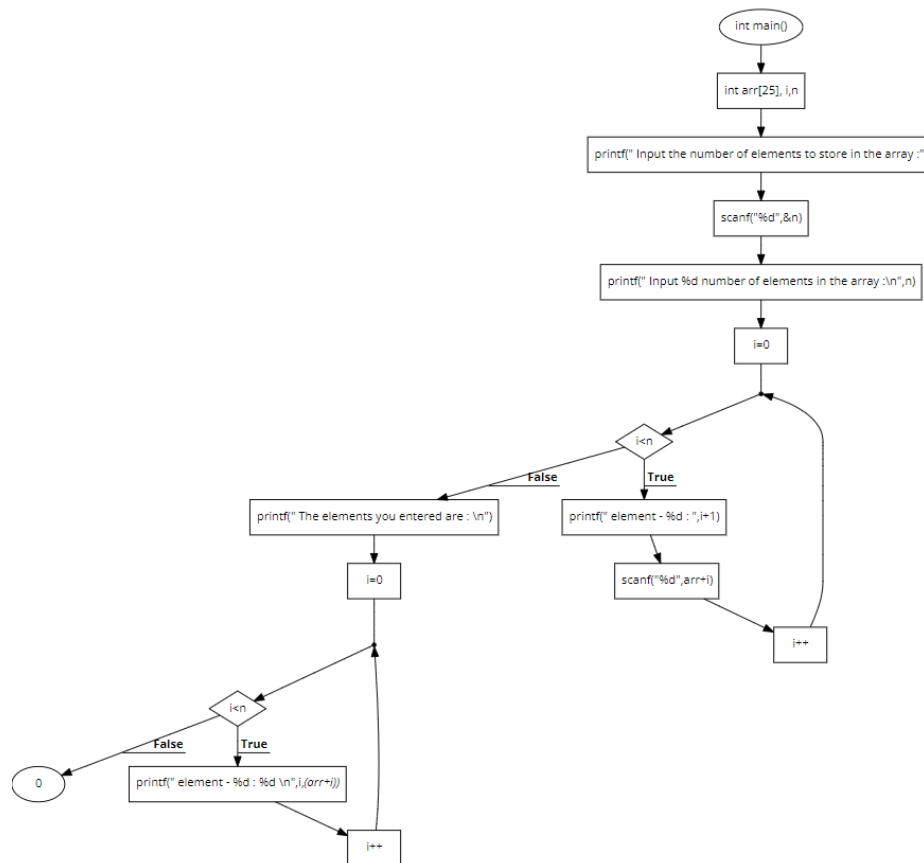 int main()
int arr[25], i,n
printf(" Input the number of elements to store in the array :"
scanf("%d",&n)
printf(" Input %d number of elements in the array :\n",n)
i=0
i<n
False
True
printf(" The elements you entered are : \n")
printf(" element - %d : ",i+1)
i=0
scanf("%d",arr+i)
i++
i<n
False
True
0
printf(" element - %d : %d \n",i,(arr+i))
i++